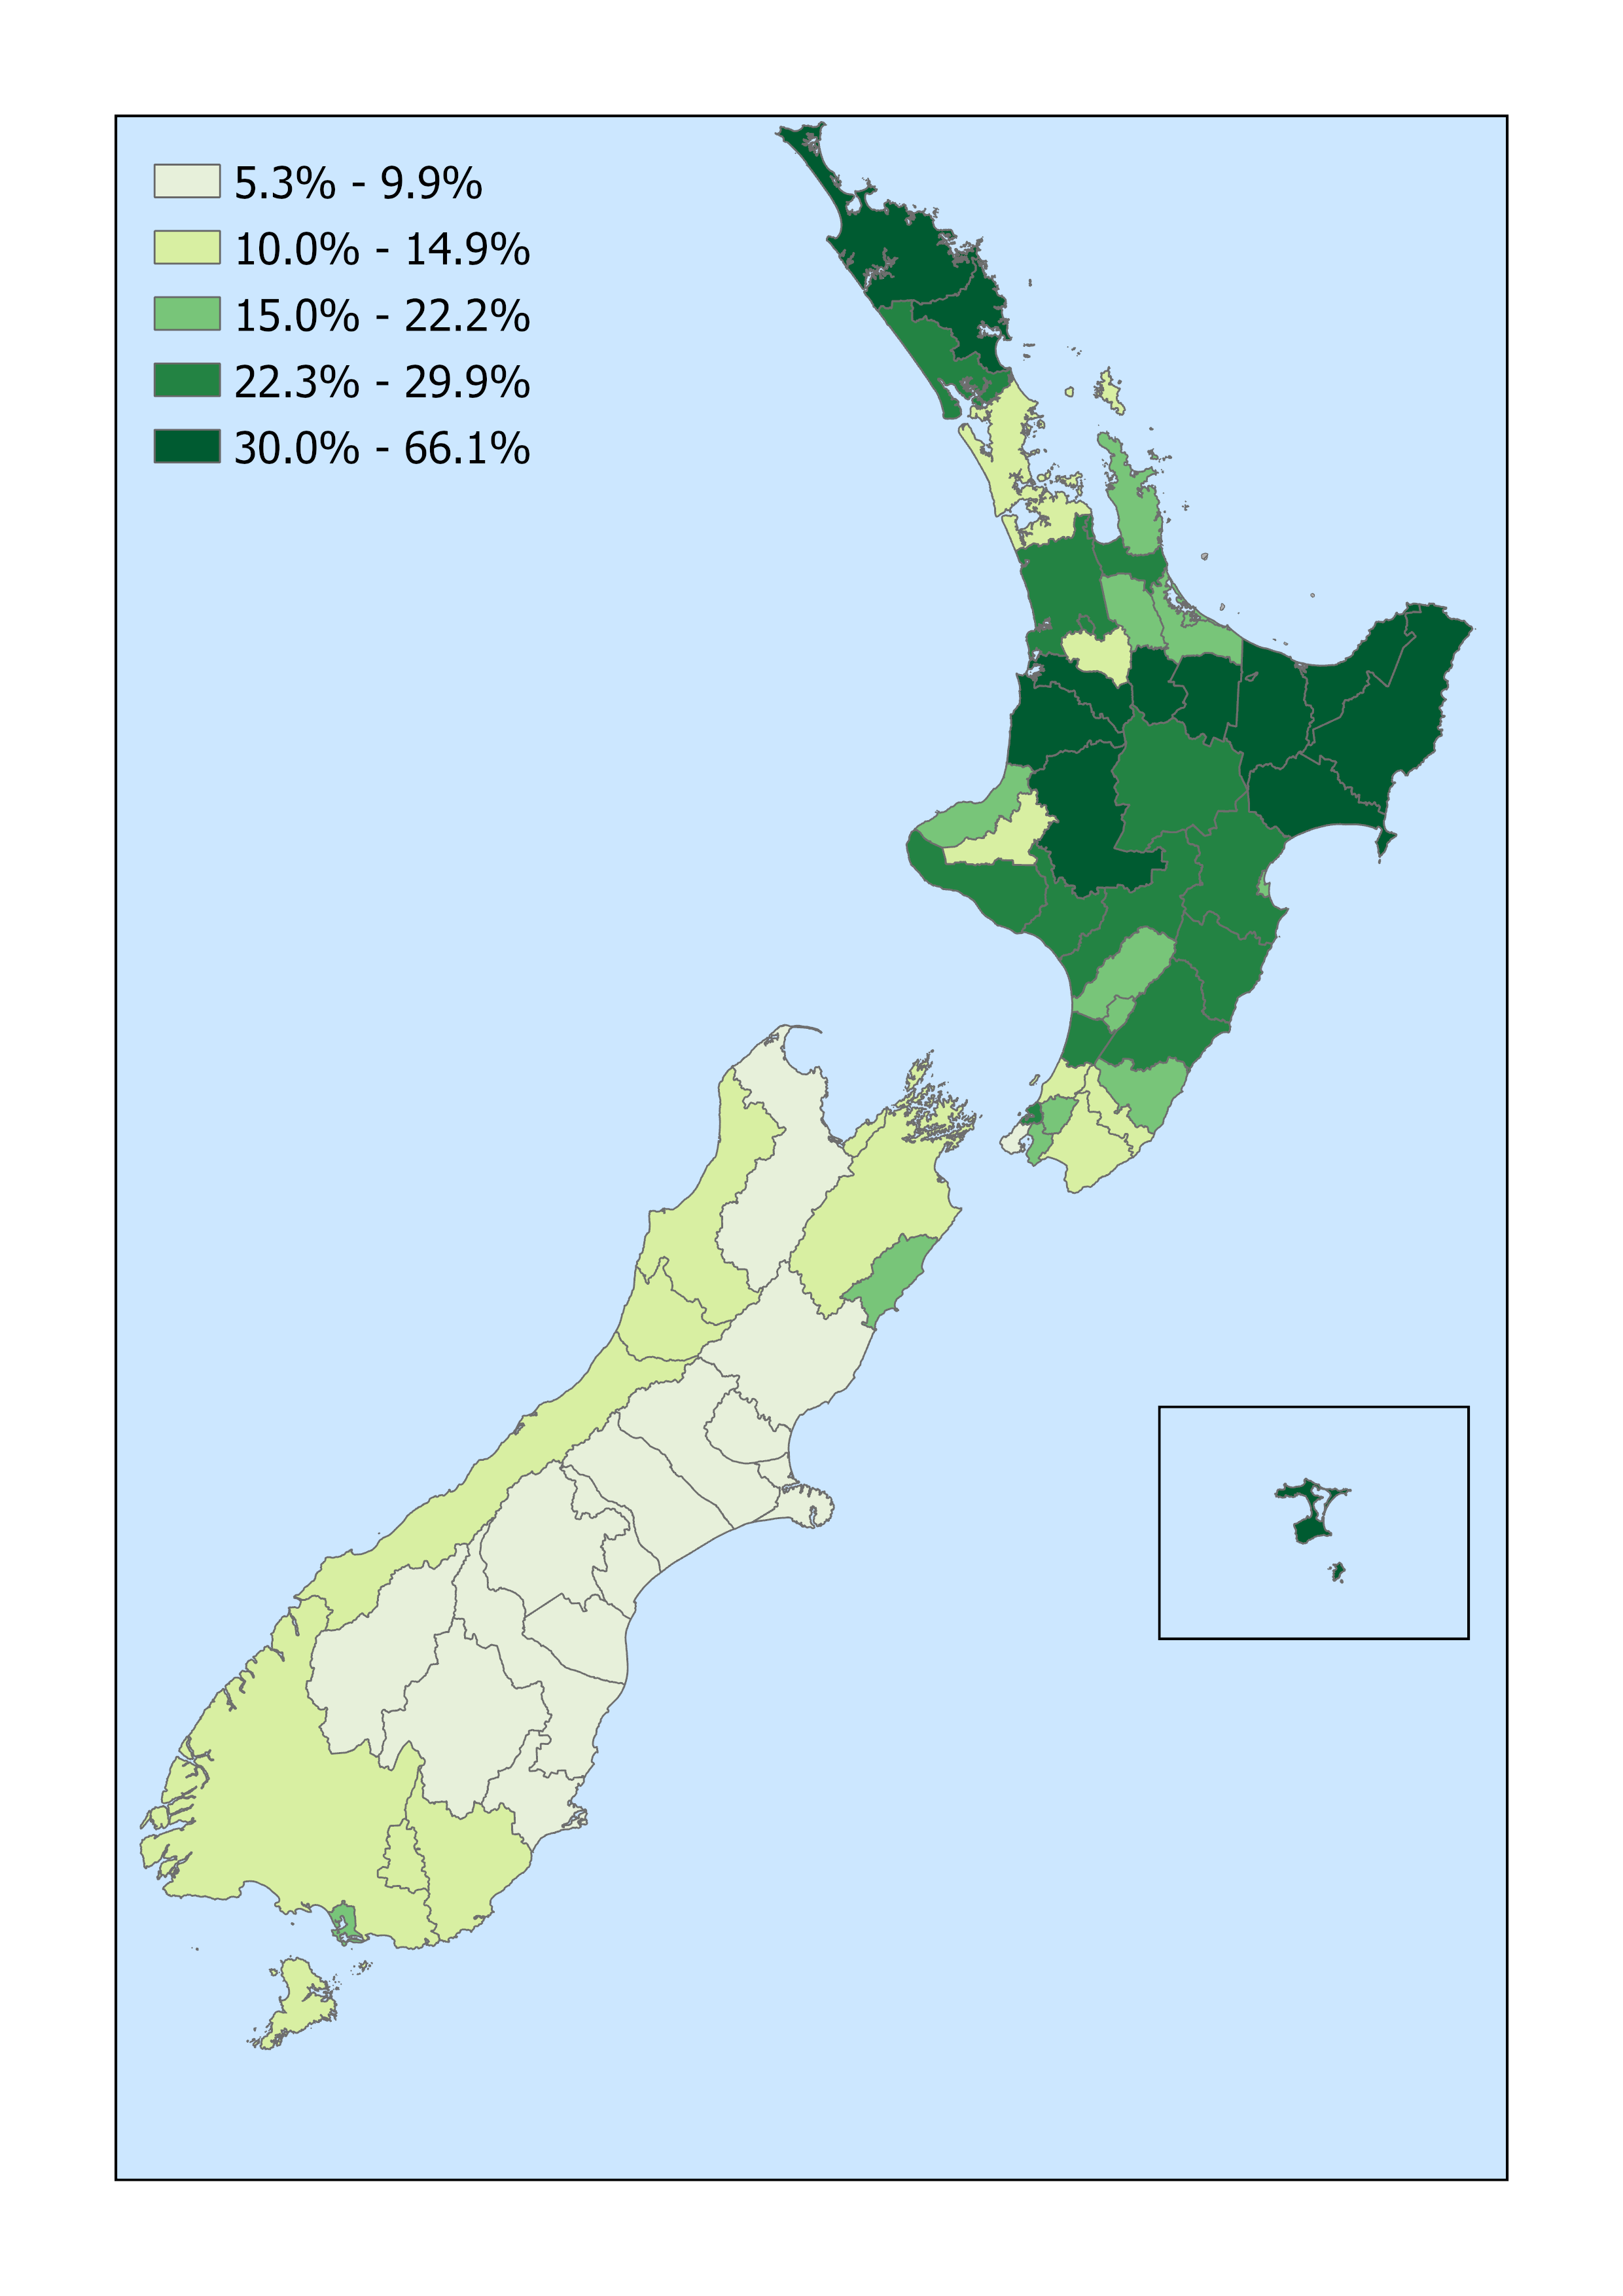 5.3% - 9.9%
10.0% - 14.9%
15.0% - 22.2%
22.3% - 29.9%
30.0% - 66.1%